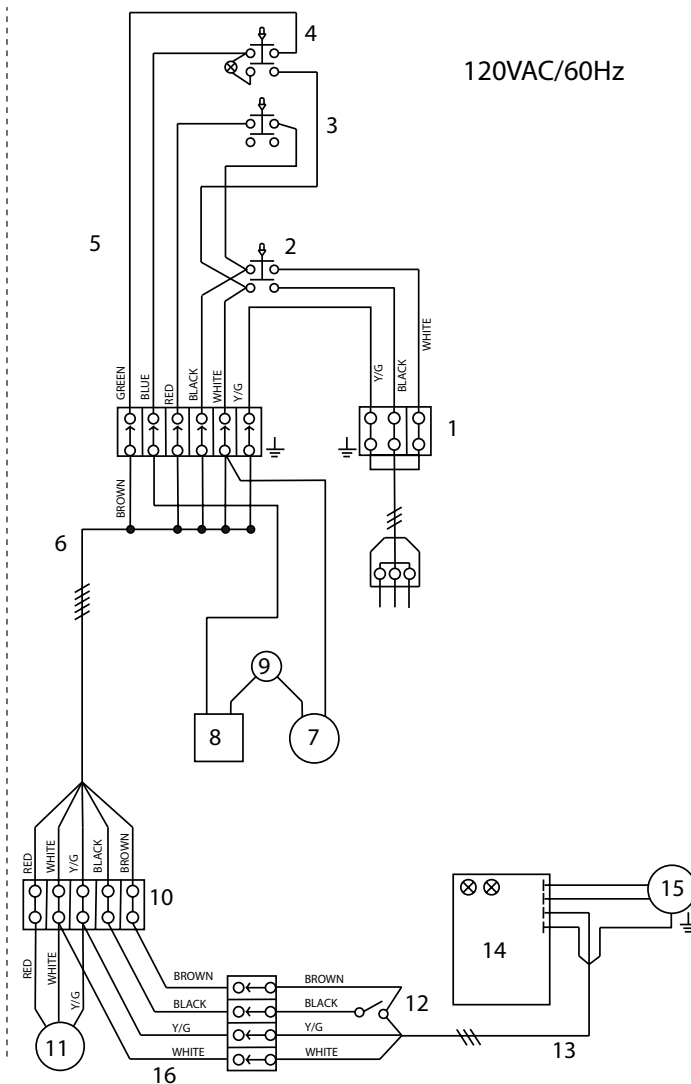 4
120VAC/60Hz
3
5
2
GREEN
BLUE
RED
BLACK
WHITE
Y/G
Y/G
BLACK
WHITE
1
BROWN
6
9
8
7
RED
WHITE
Y/G
BLACK
BROWN
10
15
14
RED
WHITE
Y/G
BROWN
BROWN
BLACK
BLACK
12
Y/G
Y/G
11
WHITE
WHITE
13
16